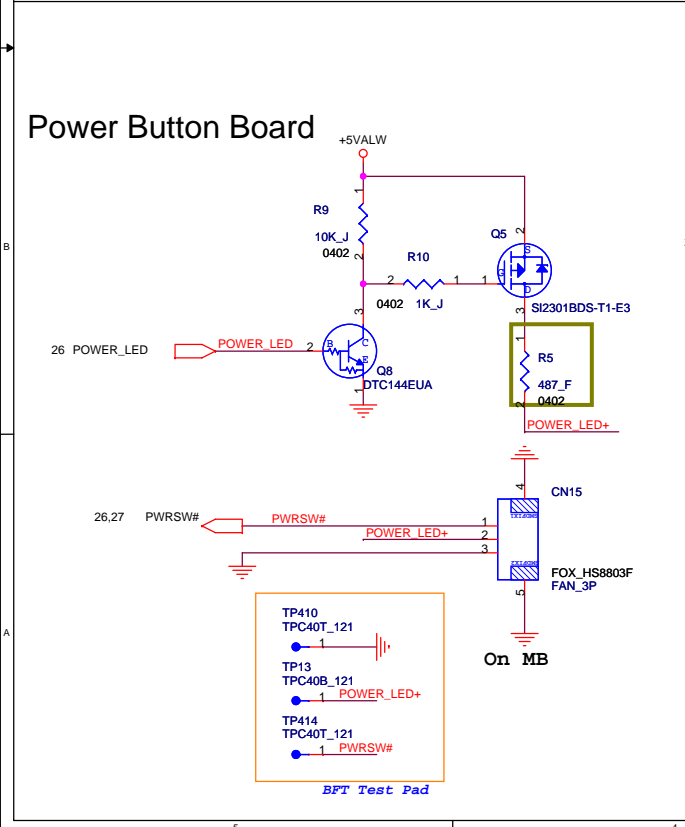 Power Button Board
+5VALW
1
R9
10K_J
0402
2
R10
2
1
1
0402
1K_J
Q5
2
S
G
D
3
SI2301BDS-T1-E3
B
3
26 POWER_LED
POWER_LED
2
B
C
E
Q8
DTC144EUA
1
1
R5
487_F
0402
2
POWER_LED+
4
CN15
26,27 PWRSW#
PWRSW#
1
POWER_LED+
2
3
FOX_HS8803F
FAN_3P
5
On MB
A
TP410
TPC40T_121
1
TP13
TPC40B_121
1
POWER_LED+
TP414
TPC40T_121
1
PWRSW#
BFT Test Pad